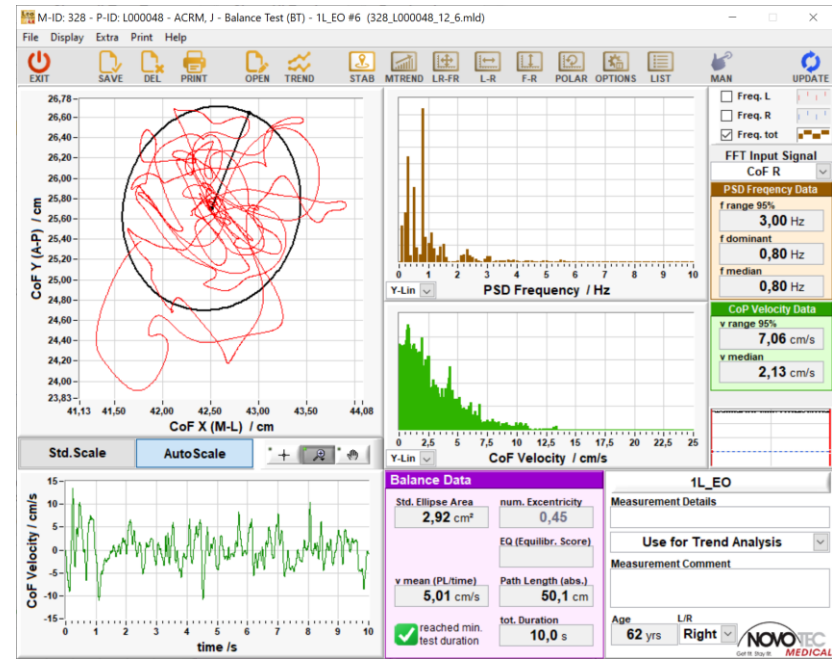 M-ID: 328 - P-ID: L000048 - ACRM, J - Balance Test (BT) - 1L_EO #6 (328_L000048_12_6.mld)
File Display Extra Print Help
EXIT SAVE DEL PRINT OPEN TREND STAB MTREND LR-FR L-R F-R POLAR OPTIONS LIST MAN UPDATE
26,78
26,60
26,40
26,20
26,00
25,80
25,60
25,40
25,20
25,00
24,80
24,60
24,40
24,20
24,00
23,83
CoF Y (A-P) / cm
41,13 41,50 42,00 42,50 43,00 43,50 44,08
CoF X (M-L) / cm
0 1 2 3 4 5 6 7 8 9 10
Y-Lin
PSD Frequency / Hz
0 2,5 5 7,5 10 12,5 15 17,5 20 22,5 25
Y-Lin
CoF Velocity / cm/s
Freq. L
Freq. R
Freq. tot
FFT Input Signal
CoF R
PSD Freqency Data
f range 95%
3,00 Hz
f dominant
0,80 Hz
f median
0,80 Hz
CoP Velocity Data
v range 95%
7,06 cm/s
v median
2,13 cm/s
Std.Scale AutoScale
15
10
5
0
-5
-10
-15
CoF Velocity / cm/s
0 1 2 3 4 5 6 7 8 9 10
time /s
Balance Data
Std. Ellipse Area num. Excentricity
2,92 cm² 0,45
EQ (Equilibr. Score)
v mean (PL/time) Path Length (abs.)
5,01 cm/s 50,1 cm
reached min.
test duration
tot. Duration
10,0 s
1L_EO
Measurement Details
Use for Trend Analysis
Measurement Comment
Age L/R
62 yrs Right
NOVOTEC
MEDICAL
Get fit. Stay fit.